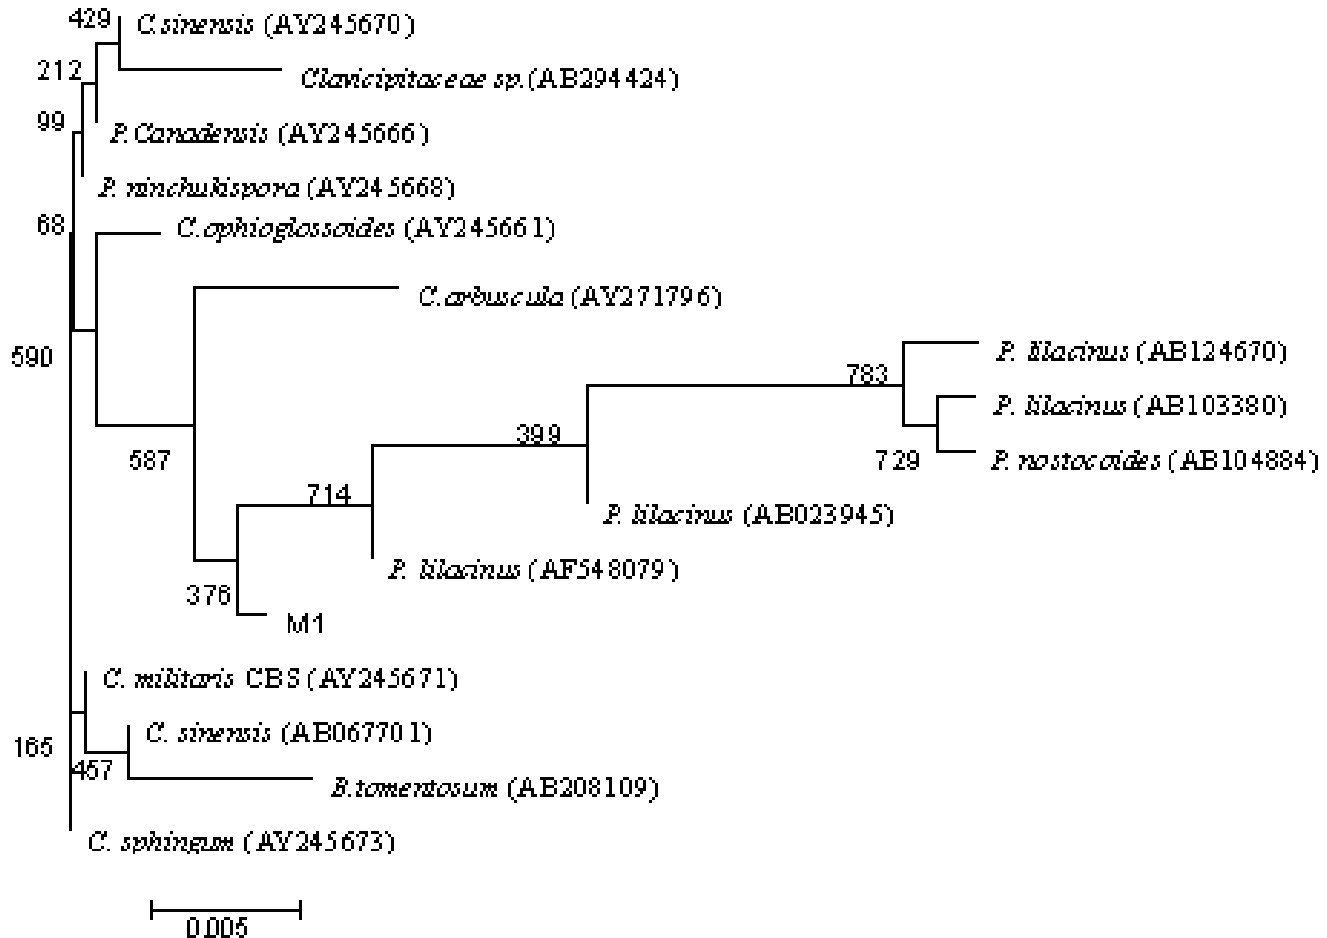 429 C.sinensis (AY245670)
212
Clavicipitaceae sp.(AB294424)
99
P.Canadensis (AY245666)
P. ninchukispora (AY245668)
68
C.ophioglossoides (AY245661)
C.arbuscula (AY271796)
590
P. lilacinus (AB124670)
783
P. lilacinus (AB103380)
399
587
729
P. nostocoides (AB104884)
714
P. lilacinus (AB023945)
P. lilacinus (AF548079)
376
M1
C. militaris CBS (AY245671)
C. sinensis (AB067701)
165
457
B.tomentosum (AB208109)
C. sphingum (AY245673)
0.005